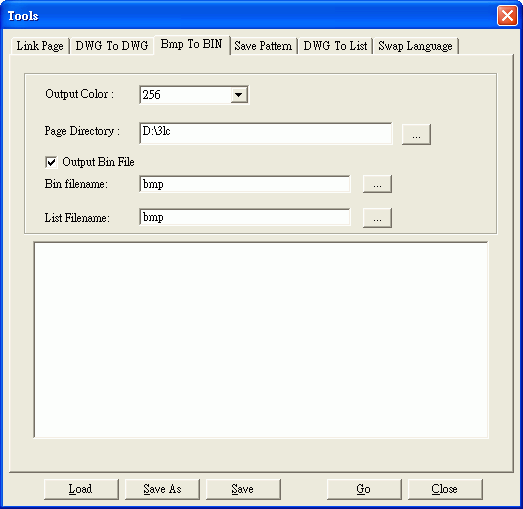 Tools
Link Page DWG To DWG Bmp To BIN Save Pattern DWG To List Swap Language
Output Color : 256
Page Directory : D:\3lc ...
Output Bin File
Bin filename: bmp ...
List Filename: bmp ...
Load Save As Save Go Close